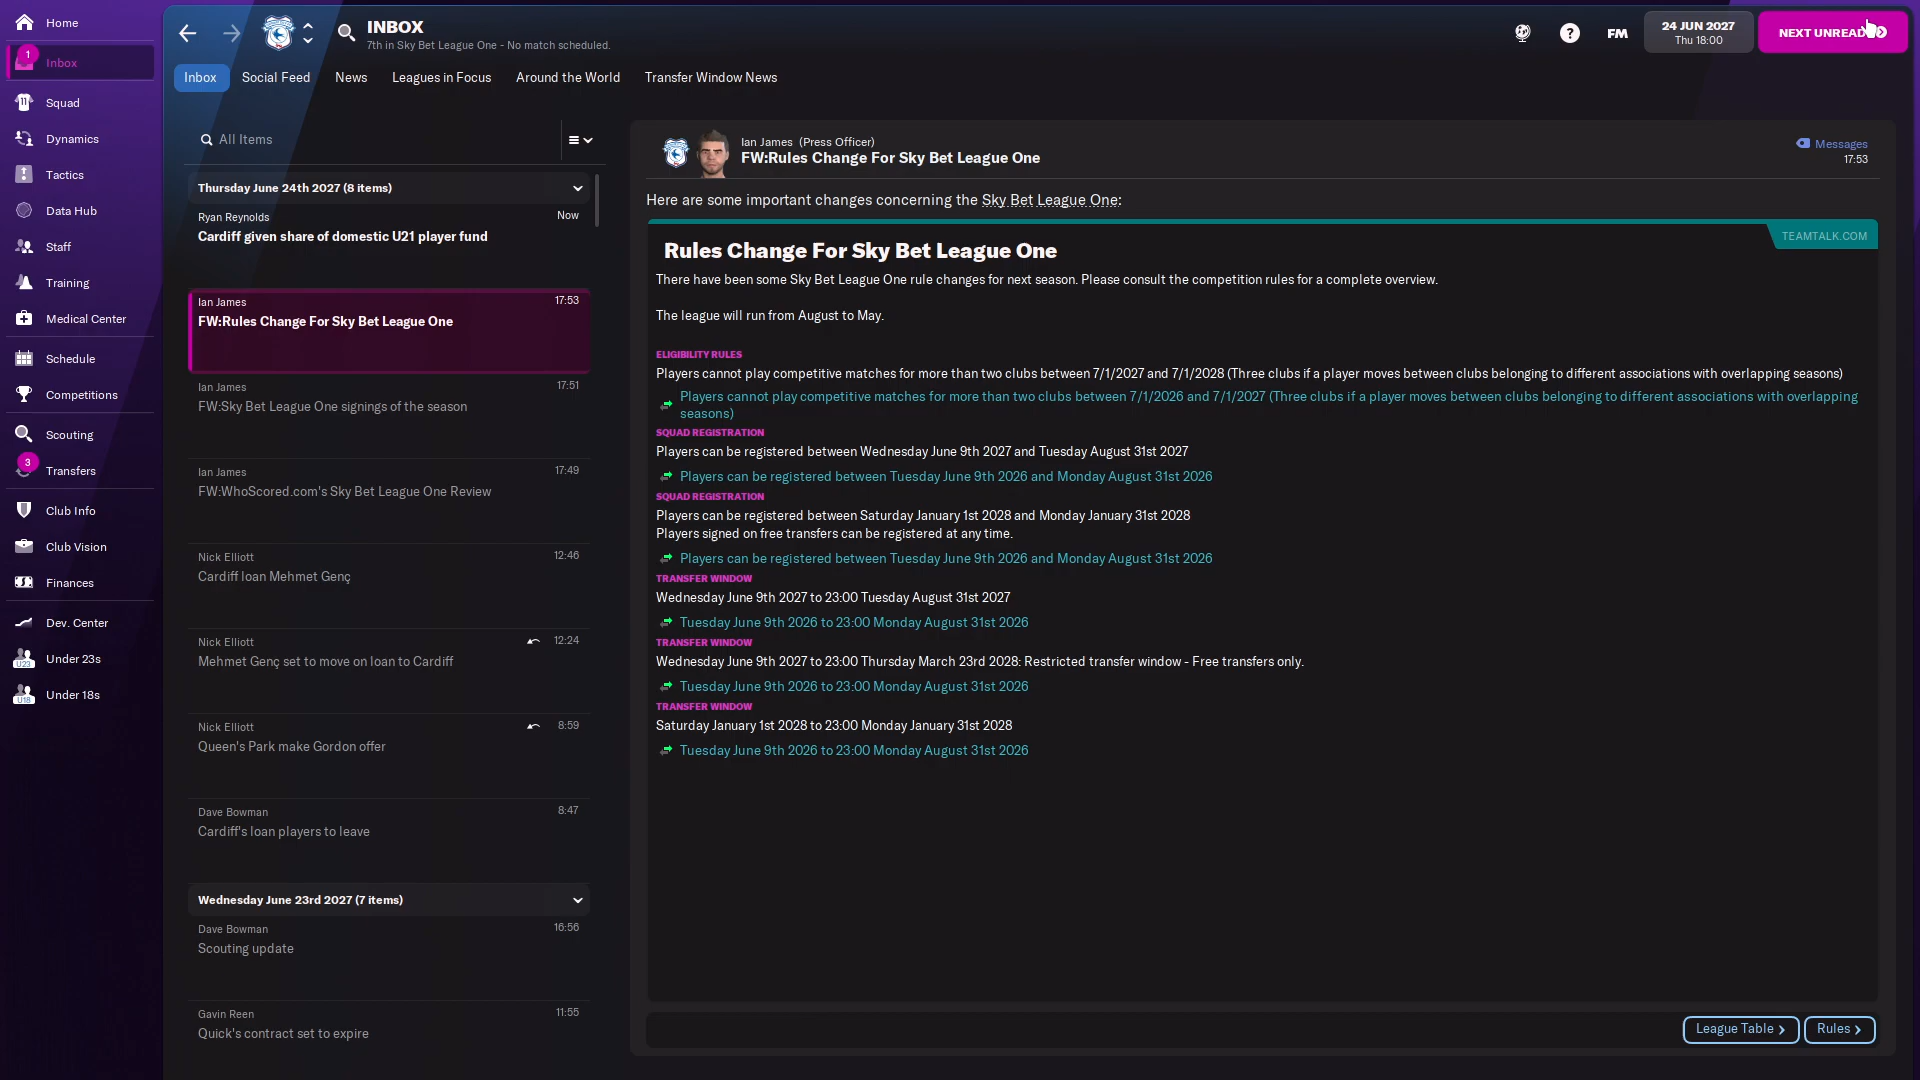 Home
1
Inbox
Squad
Dynamics
Tactics
Data Hub
Staff
Training
Medical Center
Schedule
Competitions
Scouting
3
Transfers
Club Info
Club Vision
Finances
Dev. Center
U23
Under 23s
U18
Under 18s
INBOX
7th in Sky Bet League One - No match scheduled.
?
FM
24 JUN 2027
Thu 18:00
NEXT UNREAD
Inbox
Social Feed
News
Leagues in Focus
Around the World
Transfer Window News
All Items
Thursday June 24th 2027 (8 items)
Ryan Reynolds
Now
Cardiff given share of domestic U21 player fund
Ian James
17:53
FW:Rules Change For Sky Bet League One
Ian James
17:51
FW:Sky Bet League One signings of the season
Ian James
17:49
FW:WhoScored.com's Sky Bet League One Review
Nick Elliott
12:46
Cardiff loan Mehmet Genç
Nick Elliott
12:24
Mehmet Genç set to move on loan to Cardiff
Nick Elliott
8:59
Queen's Park make Gordon offer
Dave Bowman
8:47
Cardiff's loan players to leave
Wednesday June 23rd 2027 (7 items)
Dave Bowman
16:56
Scouting update
Gavin Reen
11:55
Quick's contract set to expire
Ian James (Press Officer)
FW:Rules Change For Sky Bet League One
Messages
17:53
Here are some important changes concerning the Sky Bet League One:
TEAMTALK.COM
Rules Change For Sky Bet League One
There have been some Sky Bet League One rule changes for next season. Please consult the competition rules for a complete overview.
The league will run from August to May.
ELIGIBILITY RULES
Players cannot play competitive matches for more than two clubs between 7/1/2027 and 7/1/2028 (Three clubs if a player moves between clubs belonging to different associations with overlapping seasons)
Players cannot play competitive matches for more than two clubs between 7/1/2026 and 7/1/2027 (Three clubs if a player moves between clubs belonging to different associations with overlapping
seasons)
SQUAD REGISTRATION
Players can be registered between Wednesday June 9th 2027 and Tuesday August 31st 2027
Players can be registered between Tuesday June 9th 2026 and Monday August 31st 2026
SQUAD REGISTRATION
Players can be registered between Saturday January 1st 2028 and Monday January 31st 2028
Players signed on free transfers can be registered at any time.
Players can be registered between Tuesday June 9th 2026 and Monday August 31st 2026
TRANSFER WINDOW
Wednesday June 9th 2027 to 23:00 Tuesday August 31st 2027
Tuesday June 9th 2026 to 23:00 Monday August 31st 2026
TRANSFER WINDOW
Wednesday June 9th 2027 to 23:00 Thursday March 23rd 2028: Restricted transfer window - Free transfers only.
Tuesday June 9th 2026 to 23:00 Monday August 31st 2026
TRANSFER WINDOW
Saturday January 1st 2028 to 23:00 Monday January 31st 2028
Tuesday June 9th 2026 to 23:00 Monday August 31st 2026
League Table
Rules